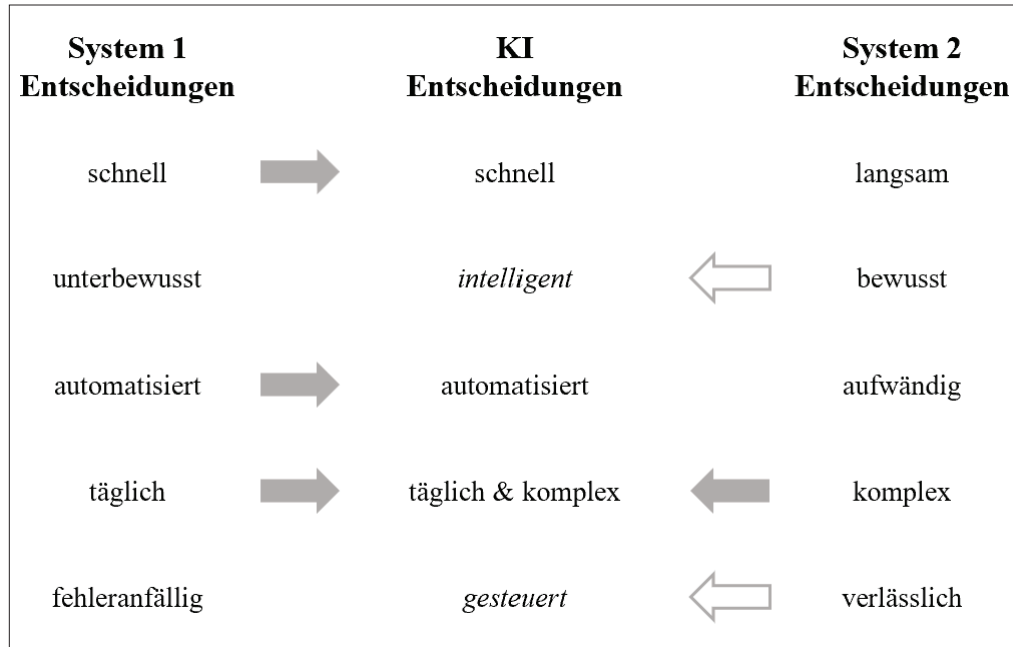 System 1 KI System 2
Entscheidungen Entscheidungen Entscheidungen
schnell schnell langsam
unterbewusst intelligent bewusst
automatisiert automatisiert aufwändig
täglich täglich & komplex komplex
fehleranfällig gesteuert verlässlich